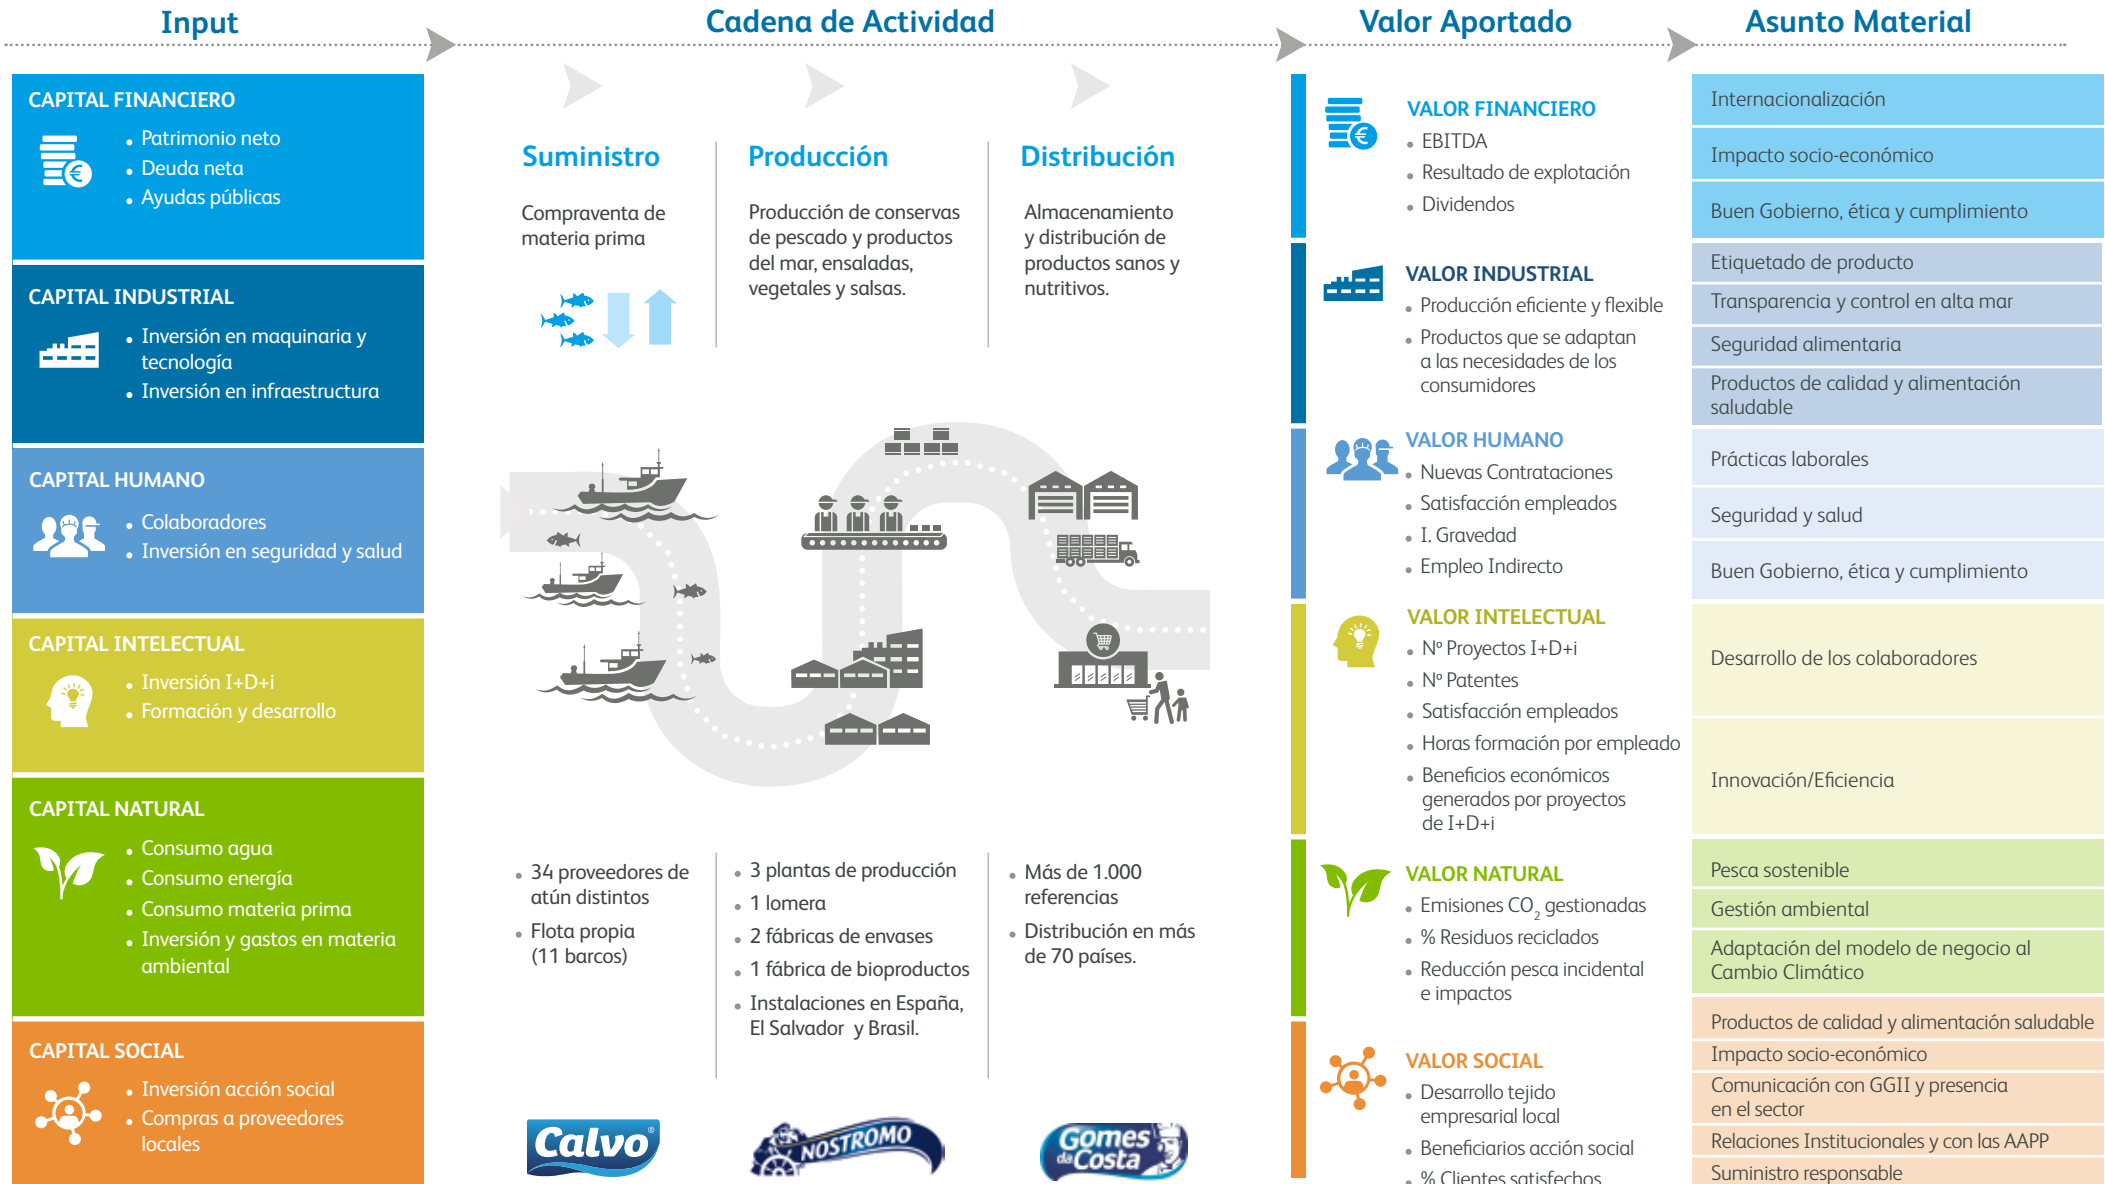 Input
Cadena de Actividad
Valor Aportado
Asunto Material
CAPITAL FINANCIERO
• Patrimonio neto
• Deuda neta
• Ayudas públicas
CAPITAL INDUSTRIAL
• Inversión en maquinaria y
tecnología
• Inversión en infraestructura
CAPITAL HUMANO
• Colaboradores
• Inversión en seguridad y salud
CAPITAL INTELECTUAL
• Inversión I+D+i
• Formación y desarrollo
CAPITAL NATURAL
• Consumo agua
• Consumo energía
• Consumo materia prima
• Inversión y gastos en materia
ambiental
CAPITAL SOCIAL
• Inversión acción social
• Compras a proveedores
locales
Suministro
Compraventa de
materia prima
Producción
Producción de conservas
de pescado y productos
del mar, ensaladas,
vegetales y salsas.
Distribución
Almacenamiento
y distribución de
productos sanos y
nutritivos.
• 34 proveedores de
atún distintos
• Flota propia
(11 barcos)
• 3 plantas de producción
• 1 lomera
• 2 fábricas de envases
• 1 fábrica de bioproductos
• Instalaciones en España,
El Salvador y Brasil.
• Más de 1.000
referencias
• Distribución en más
de 70 países.
Calvo®
NOSTROMO
Gomes
da Costa
VALOR FINANCIERO
• EBITDA
• Resultado de explotación
• Dividendos
VALOR INDUSTRIAL
• Producción eficiente y flexible
• Productos que se adaptan
a las necesidades de los
consumidores
VALOR HUMANO
• Nuevas Contrataciones
• Satisfacción empleados
• I. Gravedad
• Empleo Indirecto
VALOR INTELECTUAL
• Nº Proyectos I+D+i
• Nº Patentes
• Satisfacción empleados
• Horas formación por empleado
• Beneficios económicos
generados por proyectos
de I+D+i
VALOR NATURAL
• Emisiones CO₂ gestionadas
• % Residuos reciclados
• Reducción pesca incidental
e impactos
VALOR SOCIAL
• Desarrollo tejido
empresarial local
• Beneficiarios acción social
• % Clientes satisfechos
Internacionalización
Impacto socio-económico
Buen Gobierno, ética y cumplimiento
Etiquetado de producto
Transparencia y control en alta mar
Seguridad alimentaria
Productos de calidad y alimentación
saludable
Prácticas laborales
Seguridad y salud
Buen Gobierno, ética y cumplimiento
Desarrollo de los colaboradores
Innovación/Eficiencia
Pesca sostenible
Gestión ambiental
Adaptación del modelo de negocio al
Cambio Climático
Productos de calidad y alimentación saludable
Impacto socio-económico
Comunicación con GGII y presencia
en el sector
Relaciones Institucionales y con las AAPP
Suministro responsable